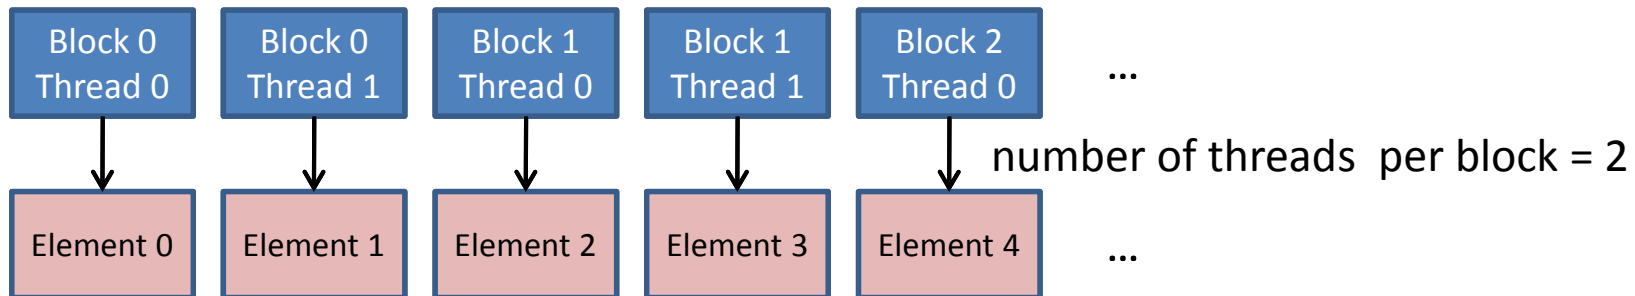 Block 0
Thread 0
Block 0
Thread 1
Block 1
Thread 0
Block 1
Thread 1
Block 2
Thread 0
...
number of threads per block = 2
Element 0
Element 1
Element 2
Element 3
Element 4
...